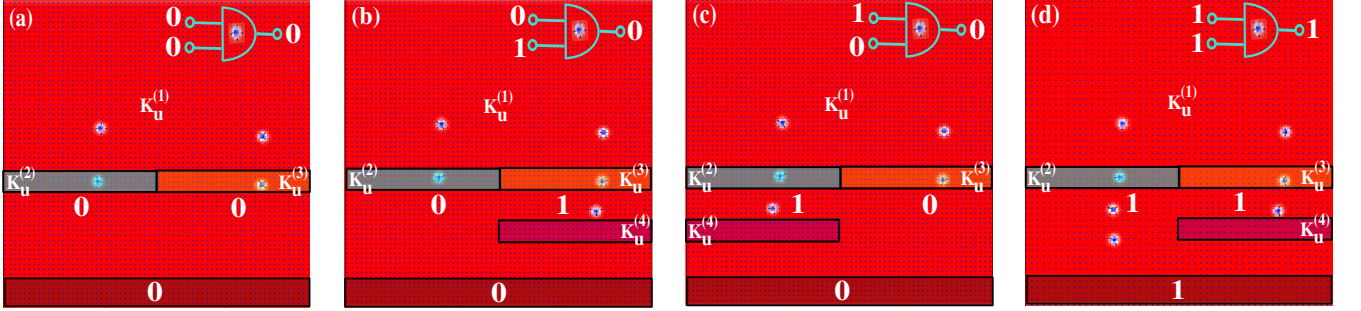 (a) 0 0 0
K_u^(1)
K_u^(2) K_u^(3)
0 0
0
(b) 0 1 0
K_u^(1)
K_u^(2) K_u^(3)
0 1
K_u^(4)
0
(c) 1 0 0
K_u^(1)
K_u^(2) K_u^(3)
1 0
K_u^(4)
0
(d) 1 1 1
K_u^(1)
K_u^(2) K_u^(3)
1 1
K_u^(4)
1